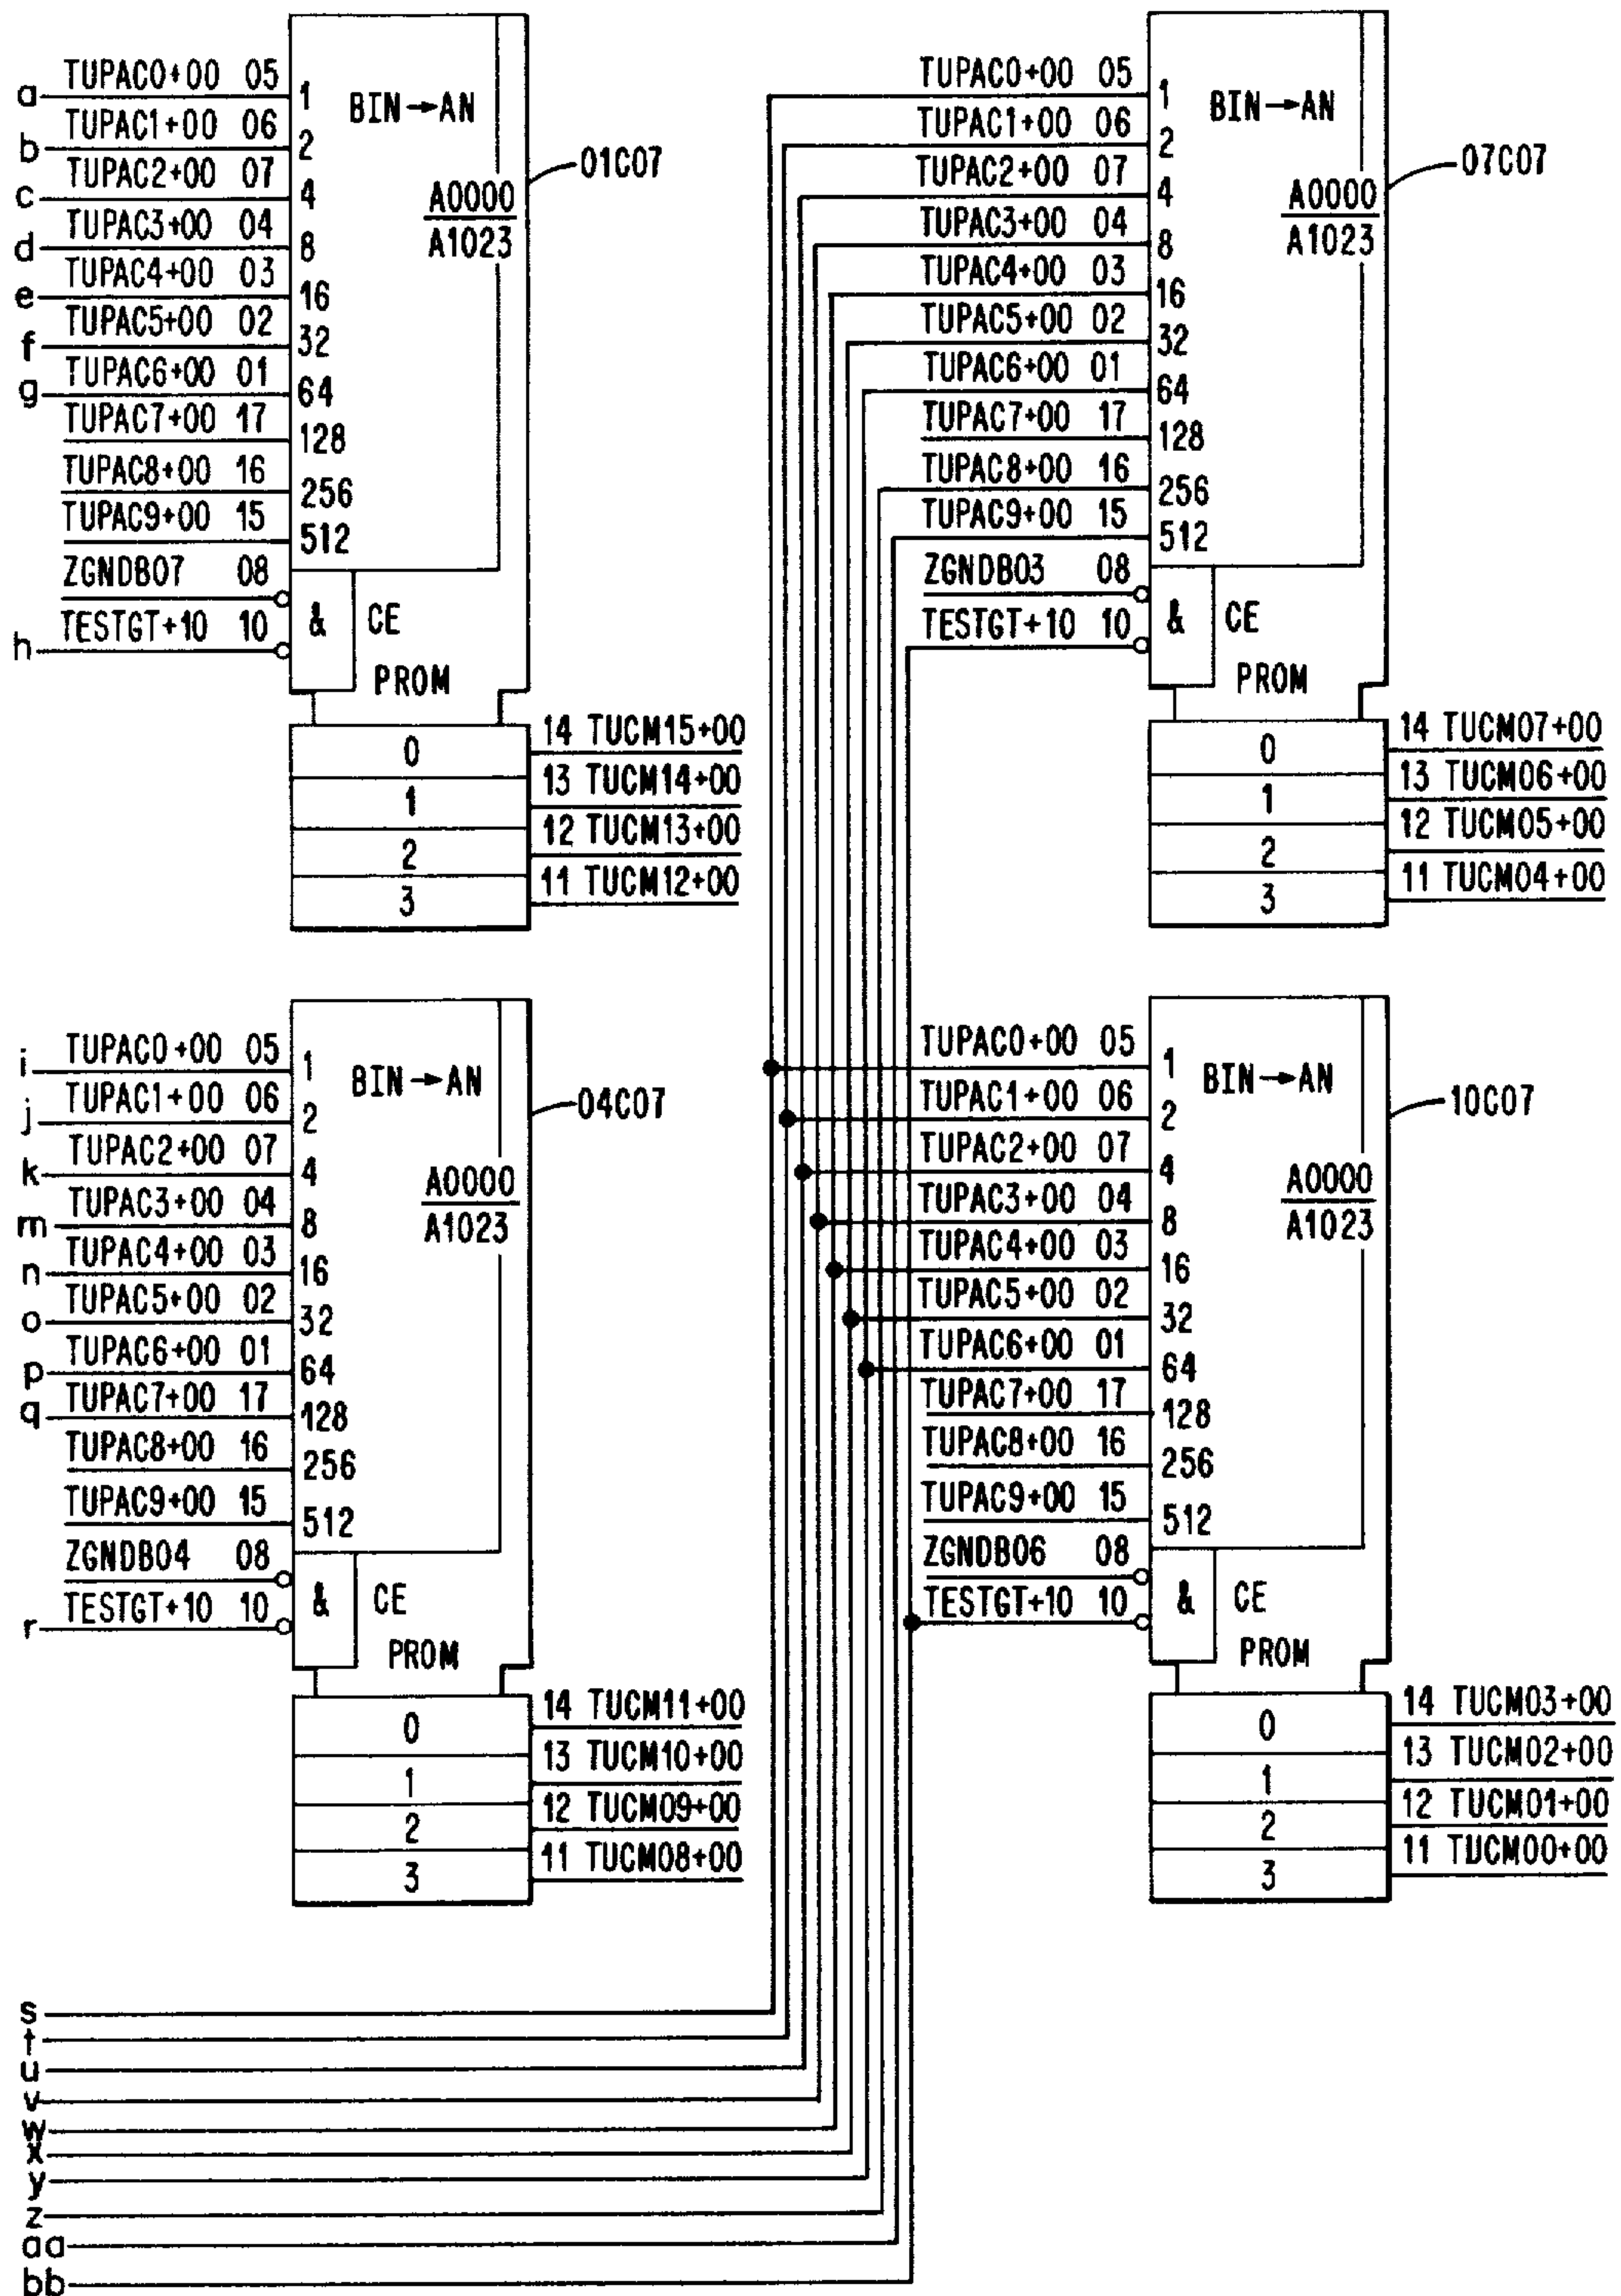 a TUPAC0+00 05 1
b TUPAC1+00 06 2
c TUPAC2+00 07 4
d TUPAC3+00 04 8
e TUPAC4+00 03 16
f TUPAC5+00 02 32
g TUPAC6+00 01 64
TUPAC7+00 17 128
TUPAC8+00 16 256
TUPAC9+00 15 512
ZGNDB07 08
h TESTGT+10 10 & CE
BIN→AN
A0000
A1023
01C07
PROM
0 14 TUCM15+00
1 13 TUCM14+00
2 12 TUCM13+00
3 11 TUCM12+00
TUPAC0+00 05 1
TUPAC1+00 06 2
TUPAC2+00 07 4
TUPAC3+00 04 8
TUPAC4+00 03 16
TUPAC5+00 02 32
TUPAC6+00 01 64
TUPAC7+00 17 128
TUPAC8+00 16 256
TUPAC9+00 15 512
ZGNDB03 08
TESTGT+10 10 & CE
BIN→AN
A0000
A1023
07C07
PROM
0 14 TUCM07+00
1 13 TUCM06+00
2 12 TUCM05+00
3 11 TUCM04+00
i TUPAC0+00 05 1
j TUPAC1+00 06 2
k TUPAC2+00 07 4
m TUPAC3+00 04 8
n TUPAC4+00 03 16
o TUPAC5+00 02 32
p TUPAC6+00 01 64
q TUPAC7+00 17 128
TUPAC8+00 16 256
TUPAC9+00 15 512
ZGNDB04 08
r TESTGT+10 10 & CE
BIN→AN
A0000
A1023
04C07
PROM
0 14 TUCM11+00
1 13 TUCM10+00
2 12 TUCM09+00
3 11 TUCM08+00
TUPAC0+00 05 1
TUPAC1+00 06 2
TUPAC2+00 07 4
TUPAC3+00 04 8
TUPAC4+00 03 16
TUPAC5+00 02 32
TUPAC6+00 01 64
TUPAC7+00 17 128
TUPAC8+00 16 256
TUPAC9+00 15 512
ZGNDB06 08
TESTGT+10 10 & CE
BIN→AN
A0000
A1023
10C07
PROM
0 14 TUCM03+00
1 13 TUCM02+00
2 12 TUCM01+00
3 11 TUCM00+00
s
t
u
v
w
x
y
z
aa
bb